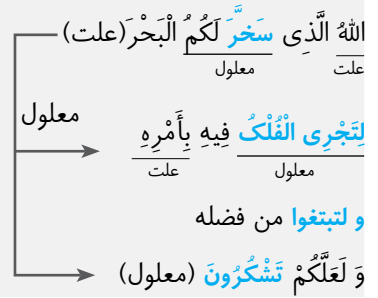 اللهُ الَّذِی سَخَّرَ لَكُمُ الْبَحْرَ(علت)
علت معلول
معلول
لِتَجْرِیَ الْفُلْكُ فِیهِ بِأَمْرِهِ
معلول علت
و لتبتغوا من فضله
وَ لَعَلَّكُمْ تَشْكُرُونَ (معلول)